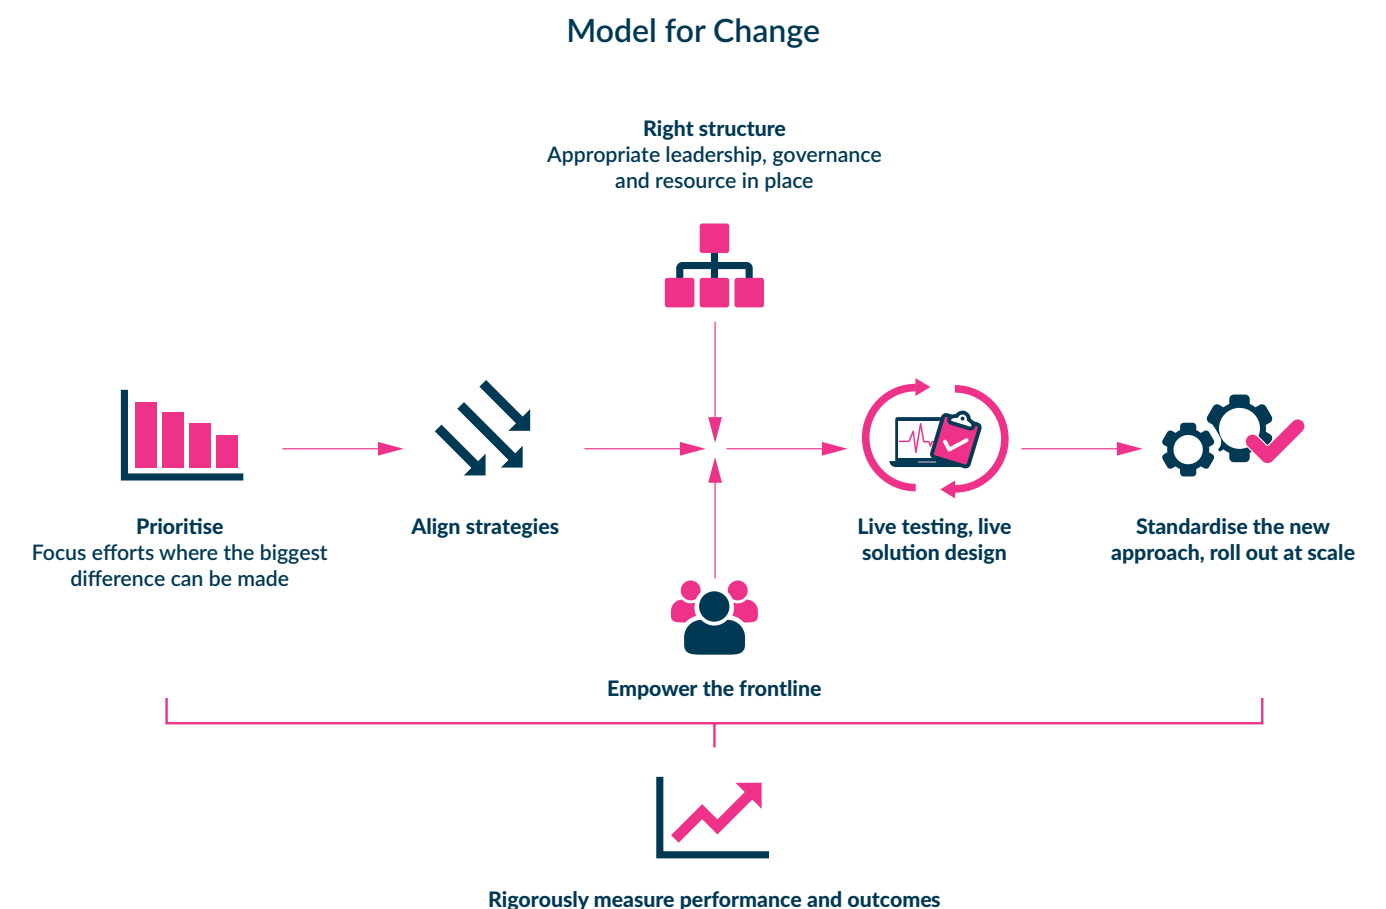 Model for Change
Right structure
Appropriate leadership, governance
and resource in place
Prioritise
Focus efforts where the biggest
difference can be made
Align strategies
Live testing, live
solution design
Standardise the new
approach, roll out at scale
Empower the frontline
Rigorously measure performance and outcomes